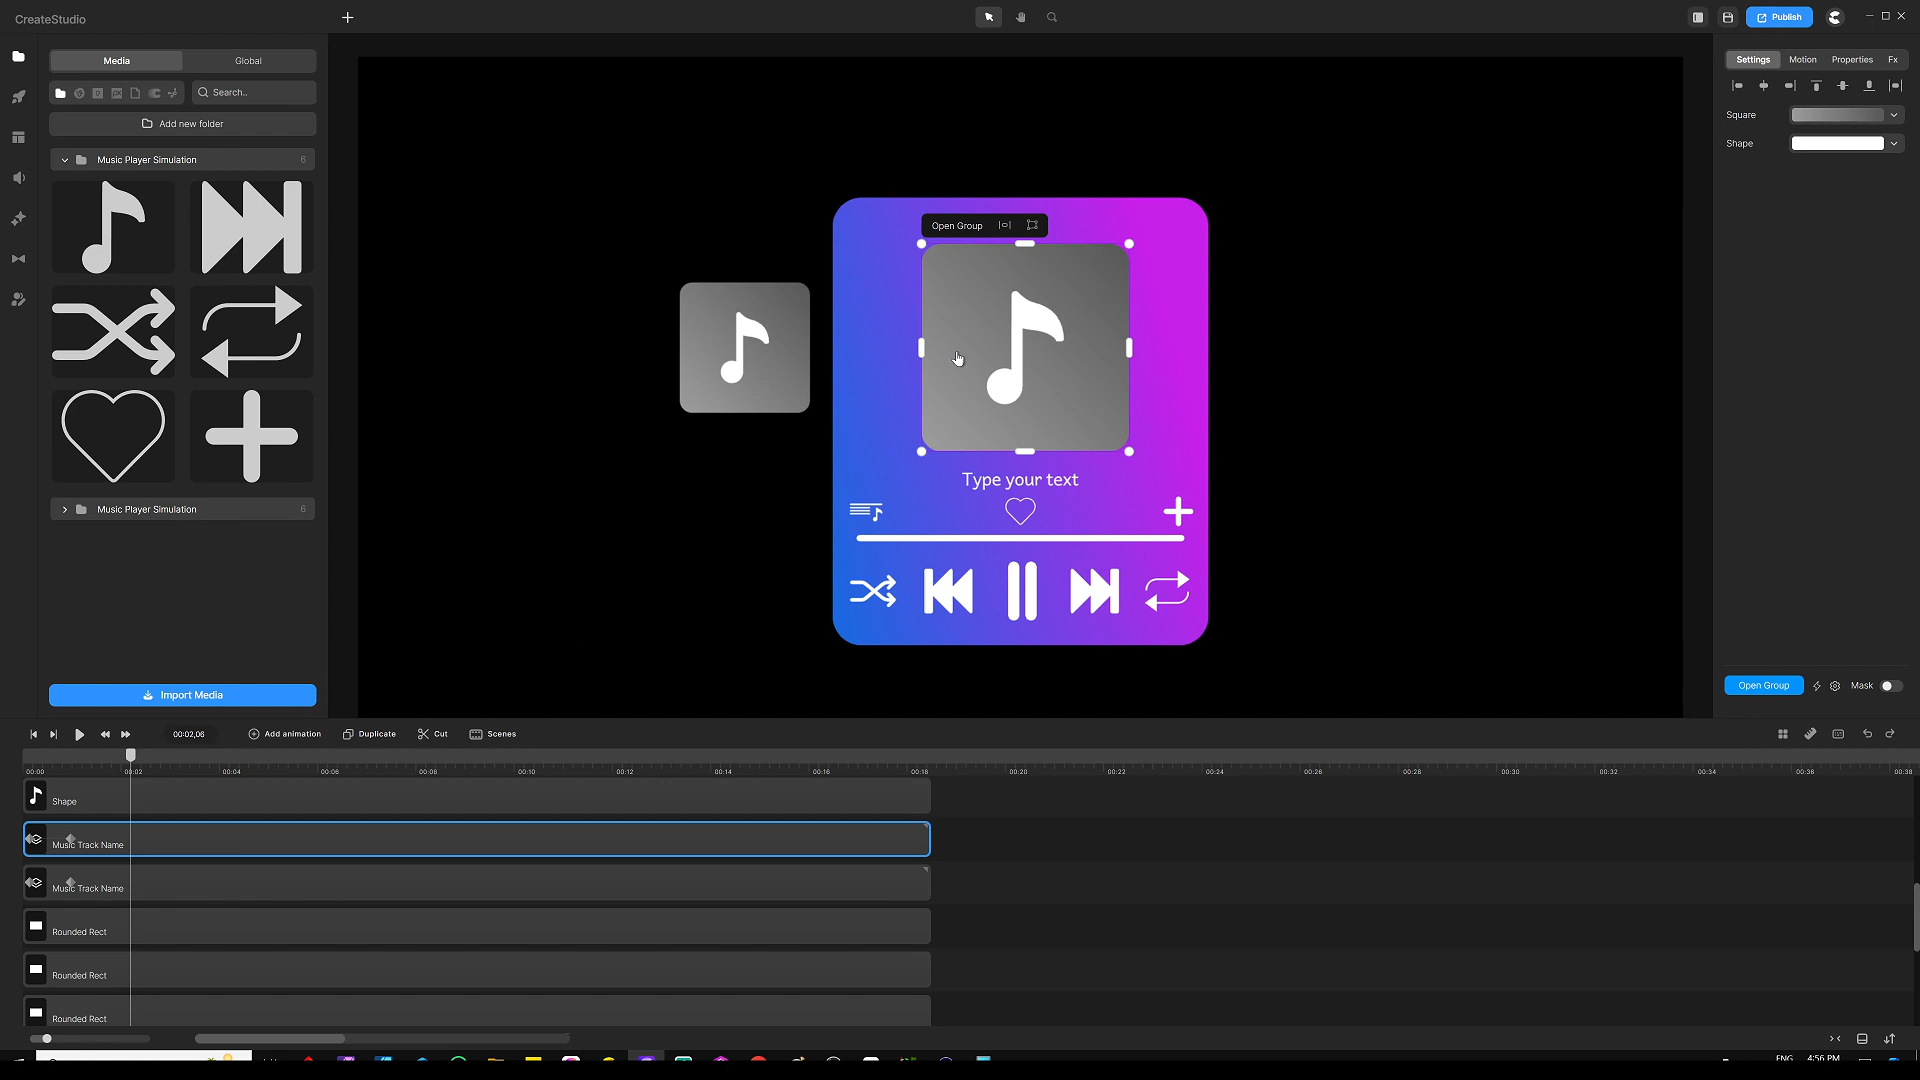 CreateStudio
Publish
Media
Global
Search..
Add new folder
Music Player Simulation 6
Music Player Simulation 6
Import Media
Open Group
Type your text
Settings Motion Properties Fx
Square
Shape
Open Group
Mask
00:02,06
Add animation
Duplicate
Cut
Scenes
00:00 00:02 00:04 00:06 00:08 00:10 00:12 00:14 00:16 00:18 00:20 00:22 00:24 00:26 00:28 00:30 00:32 00:34 00:36 00:38
Shape
Music Track Name
Music Track Name
Rounded Rect
Rounded Rect
Rounded Rect
ENG 4:56 PM